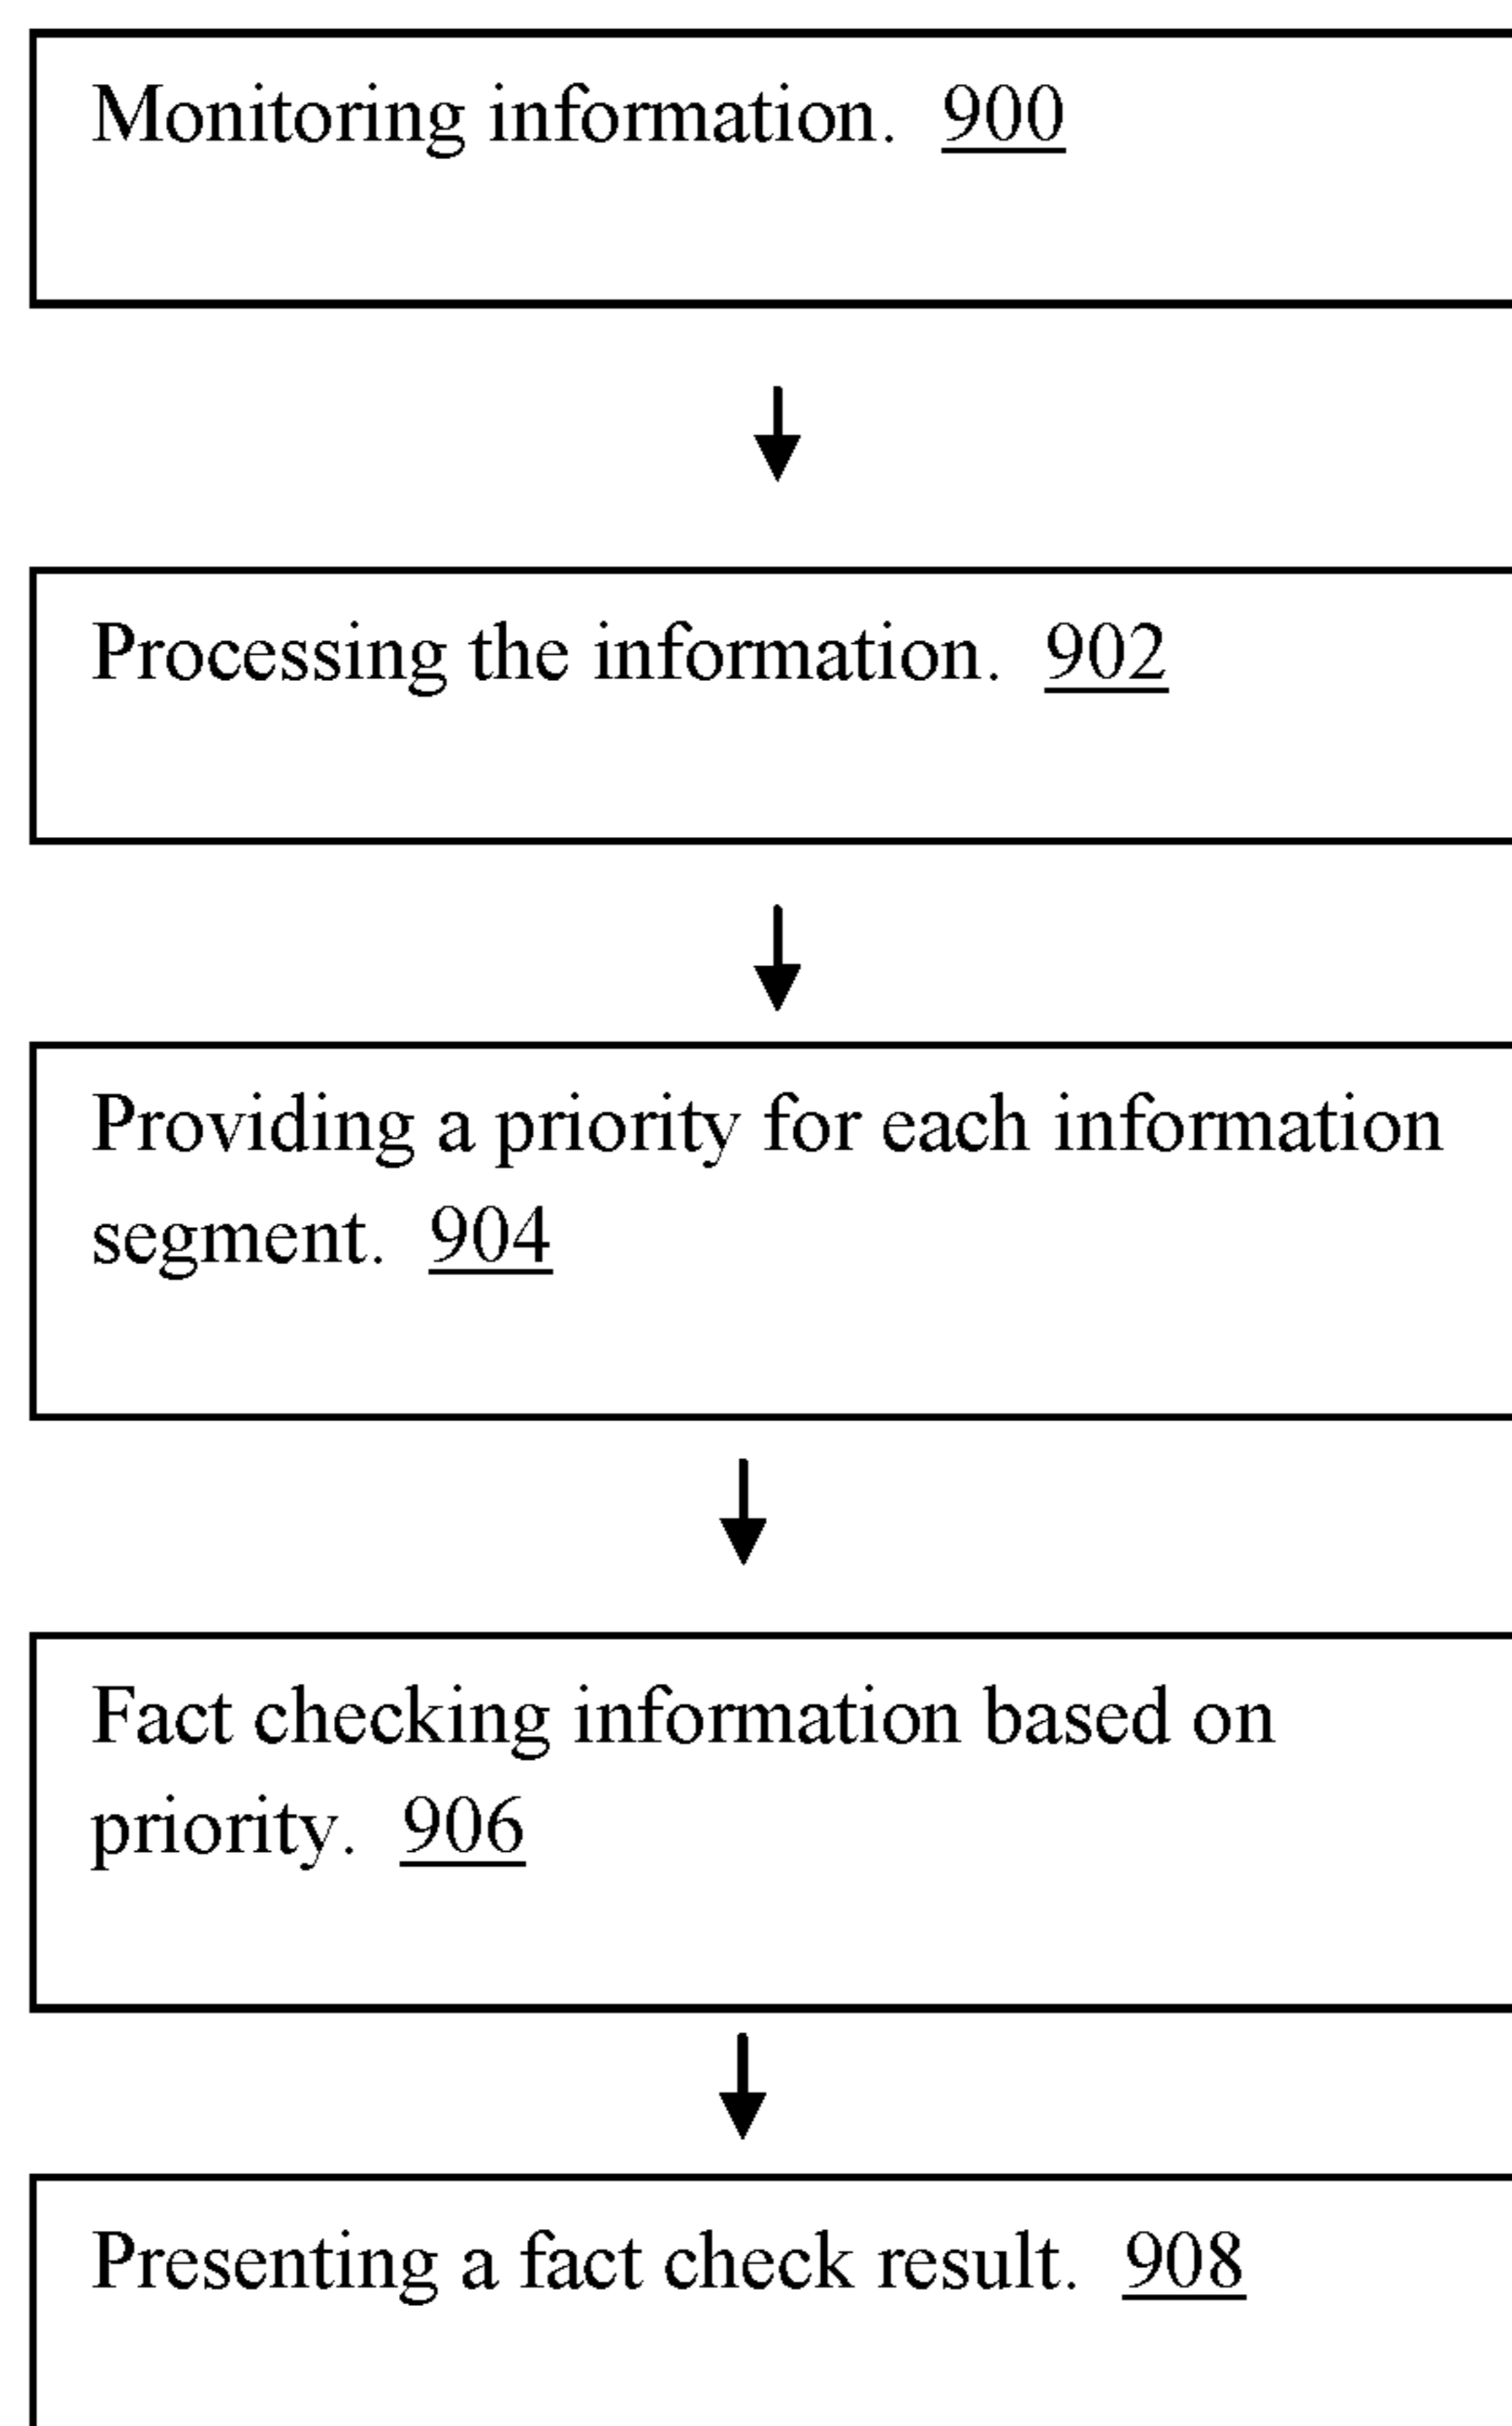 Monitoring information. 900
Processing the information. 902
Providing a priority for each information
segment. 904
Fact checking information based on
priority. 906
Presenting a fact check result. 908